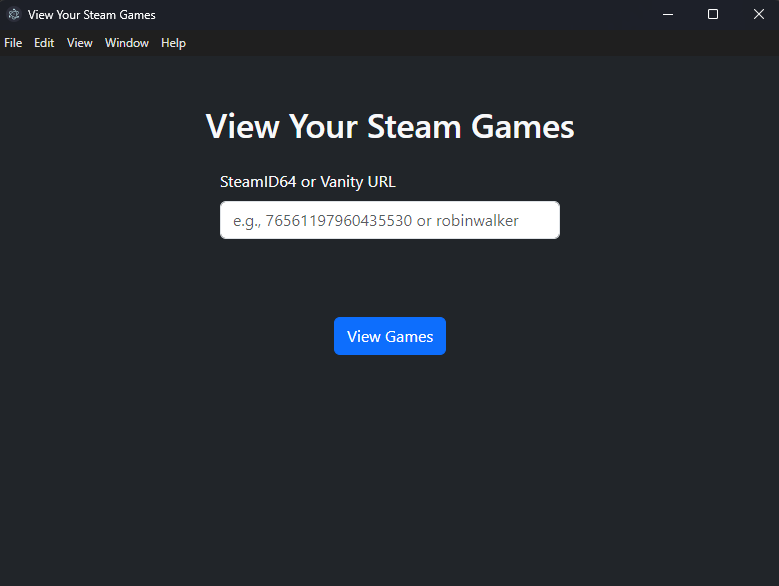 View Your Steam Games
File Edit View Window Help
View Your Steam Games
SteamID64 or Vanity URL
e.g., 76561197960435530 or robinwalker
View Games